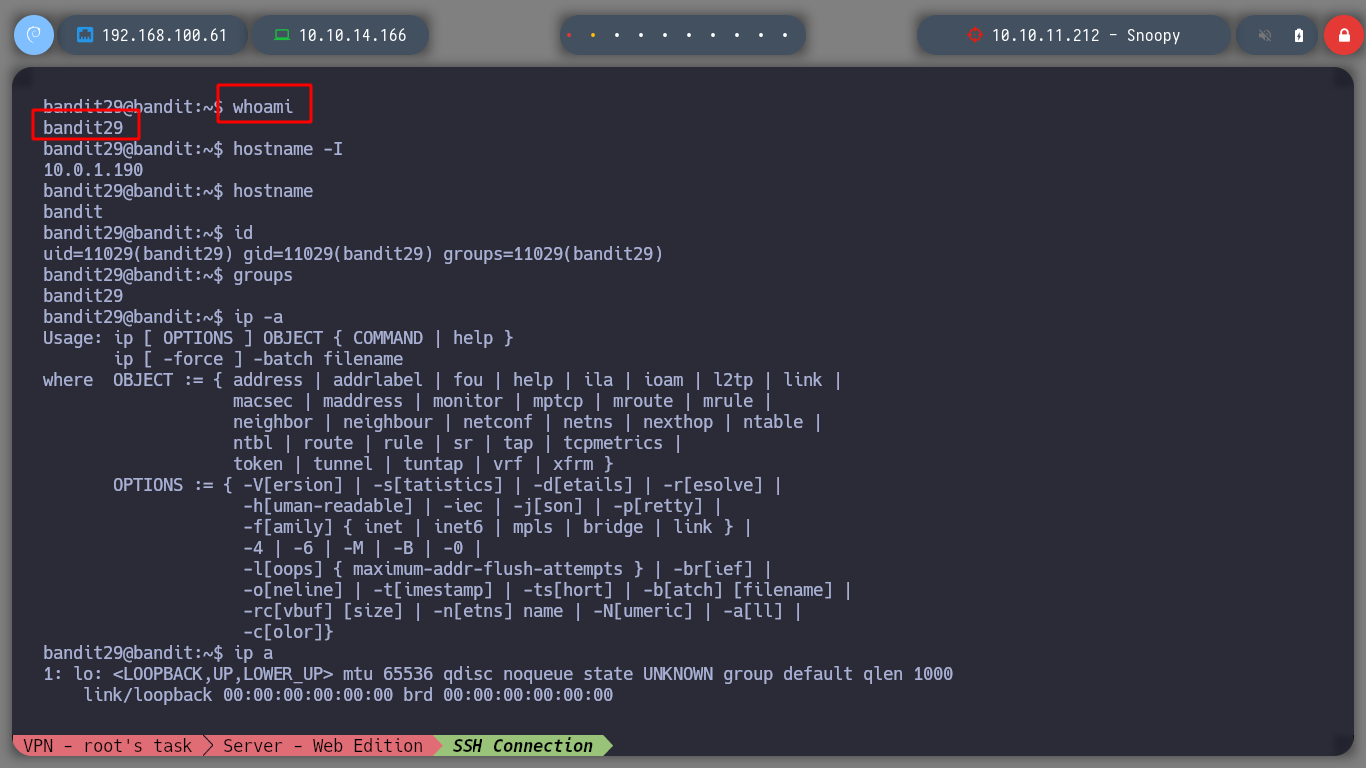 192.168.100.61 10.10.14.166 10.10.11.212 - Snoopy
bandit29@bandit:~$ whoami
bandit29
bandit29@bandit:~$ hostname -I
10.0.1.190
bandit29@bandit:~$ hostname
bandit
bandit29@bandit:~$ id
uid=11029(bandit29) gid=11029(bandit29) groups=11029(bandit29)
bandit29@bandit:~$ groups
bandit29
bandit29@bandit:~$ ip -a
Usage: ip [ OPTIONS ] OBJECT { COMMAND | help }
       ip [ -force ] -batch filename
where  OBJECT := { address | addrlabel | fou | help | ila | ioam | l2tp | link |
                   macsec | maddress | monitor | mptcp | mroute | mrule |
                   neighbor | neighbour | netconf | netns | nexthop | ntable |
                   ntbl | route | rule | sr | tap | tcpmetrics |
                   token | tunnel | tuntap | vrf | xfrm }
       OPTIONS := { -V[ersion] | -s[tatistics] | -d[etails] | -r[esolve] |
                    -h[uman-readable] | -iec | -j[son] | -p[retty] |
                    -f[amily] { inet | inet6 | mpls | bridge | link } |
                    -4 | -6 | -M | -B | -0 |
                    -l[oops] { maximum-addr-flush-attempts } | -br[ief] |
                    -o[neline] | -t[imestamp] | -ts[hort] | -b[atch] [filename] |
                    -rc[vbuf] [size] | -n[etns] name | -N[umeric] | -a[ll] |
                    -c[olor]}
bandit29@bandit:~$ ip a
1: lo: <LOOPBACK,UP,LOWER_UP> mtu 65536 qdisc noqueue state UNKNOWN group default qlen 1000
    link/loopback 00:00:00:00:00:00 brd 00:00:00:00:00:00
VPN - root's task Server - Web Edition SSH Connection